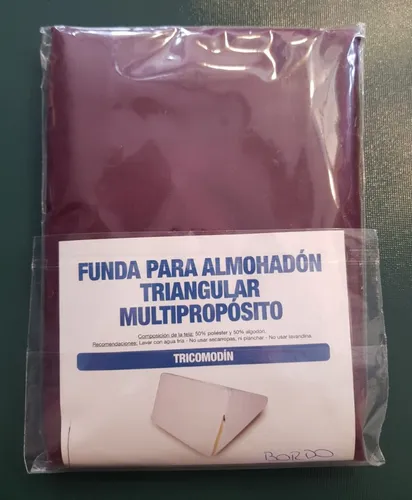 FUNDA PARA ALMOHADÓN
TRIANGULAR
MULTIPROPÓSITO
Composición de la tela: 50% poliéster y 50% algodón.
Recomendaciones: Lavar con agua fría - No usar secarropas, ni planchar - No usar lavandina.
TRICOMODÍN
BORDO